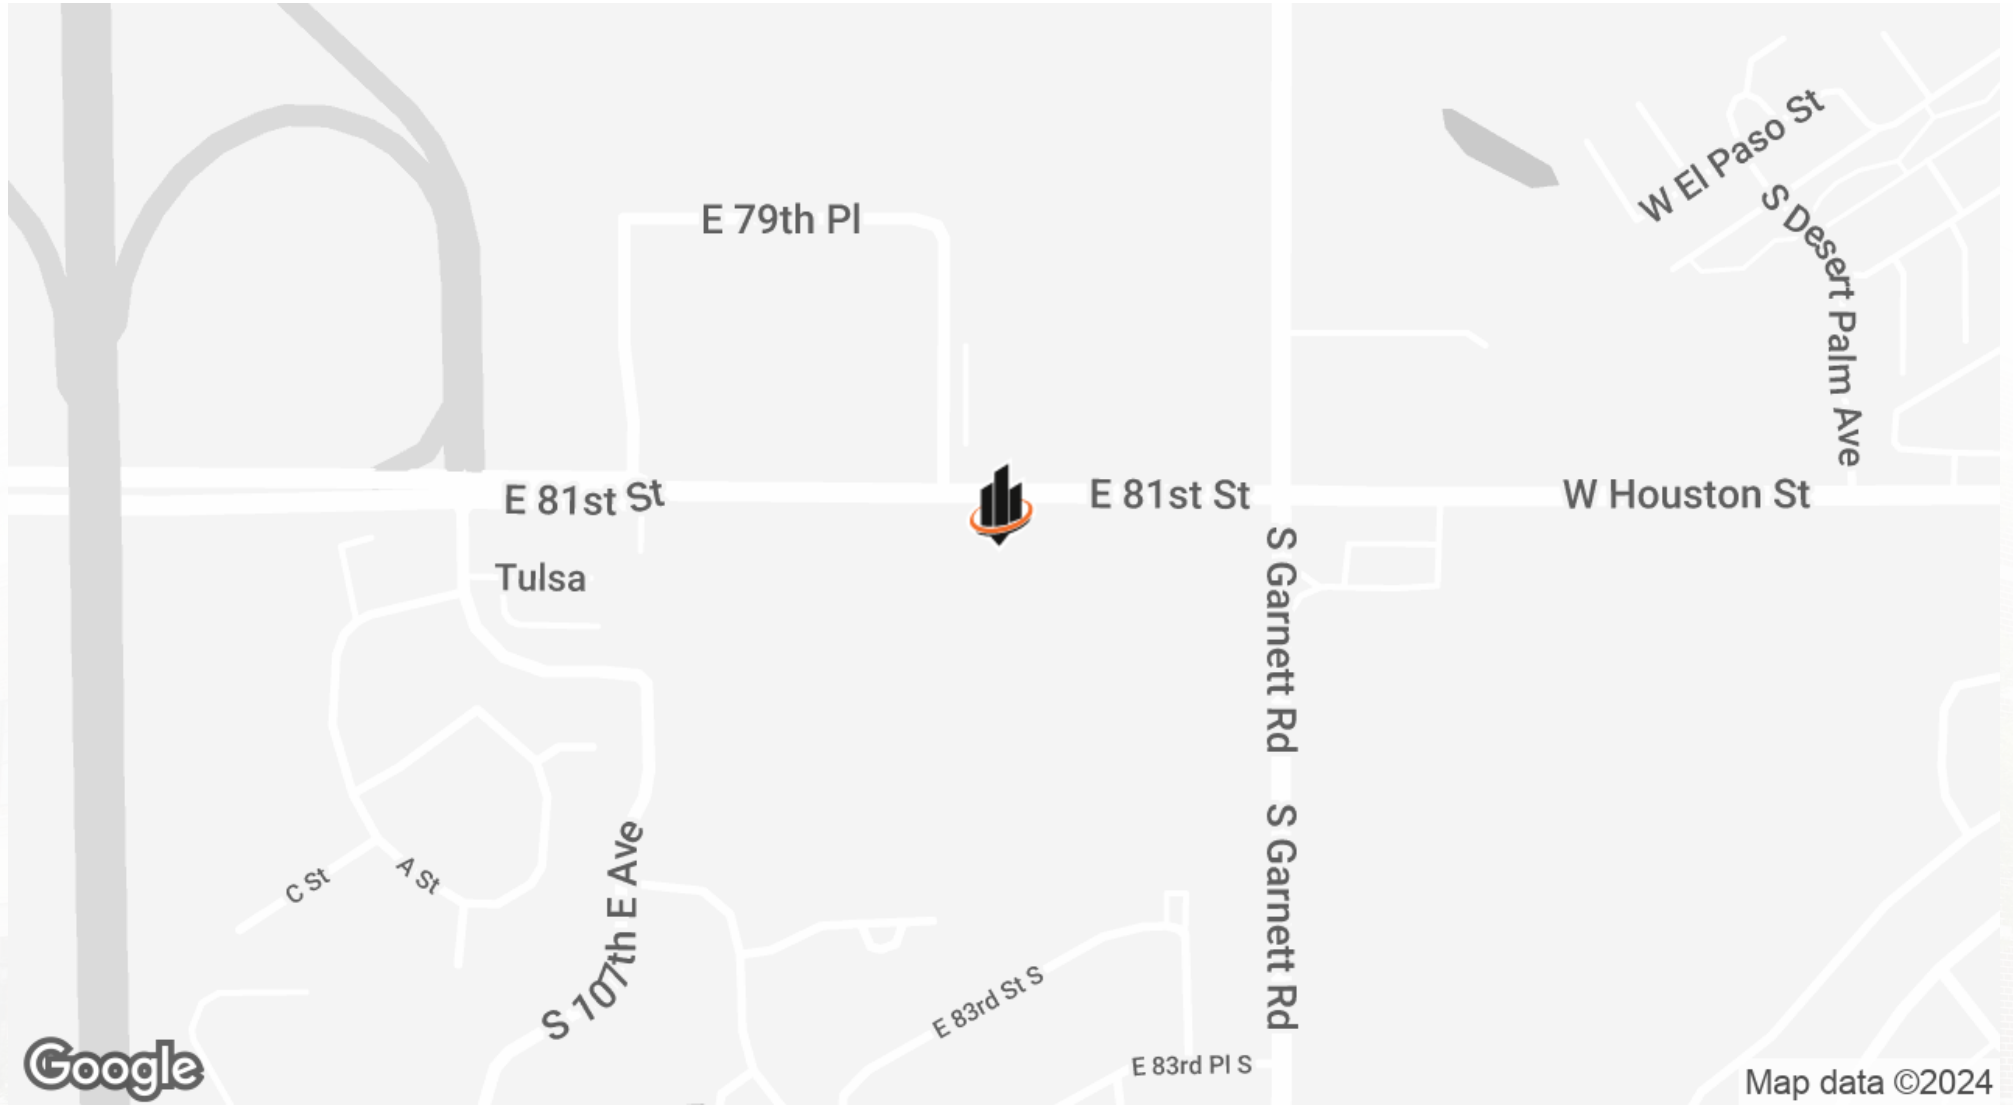 W El Paso St
E 79th Pl
S Desert Palm Ave
E 81st St
E 81st St
W Houston St
Tulsa
S Garnett Rd
S Garnett Rd
C St
A St
S 107th E Ave
E 83rd St S
E 83rd Pl S
Google
Map data ©2024